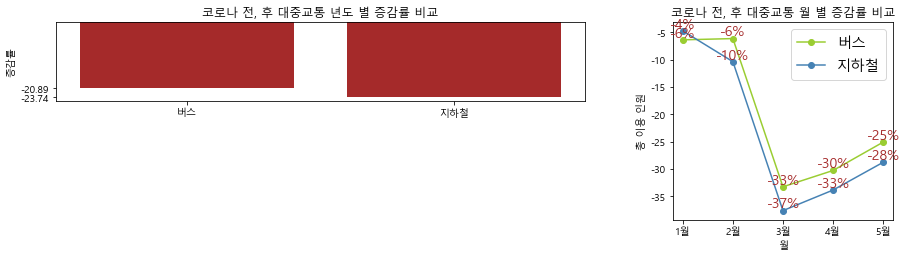 코로나 전, 후 대중교통 년도 별 증감률 비교
증감률
-20.89
-23.74
버스
지하철
코로나 전, 후 대중교통 월 별 증감률 비교
총 이용 인원
-5
-10
-15
-20
-25
-30
-35
-4%
-6%
-6%
-10%
-33%
-37%
-30%
-33%
-25%
-28%
버스
지하철
1월
2월
3월
4월
5월
월